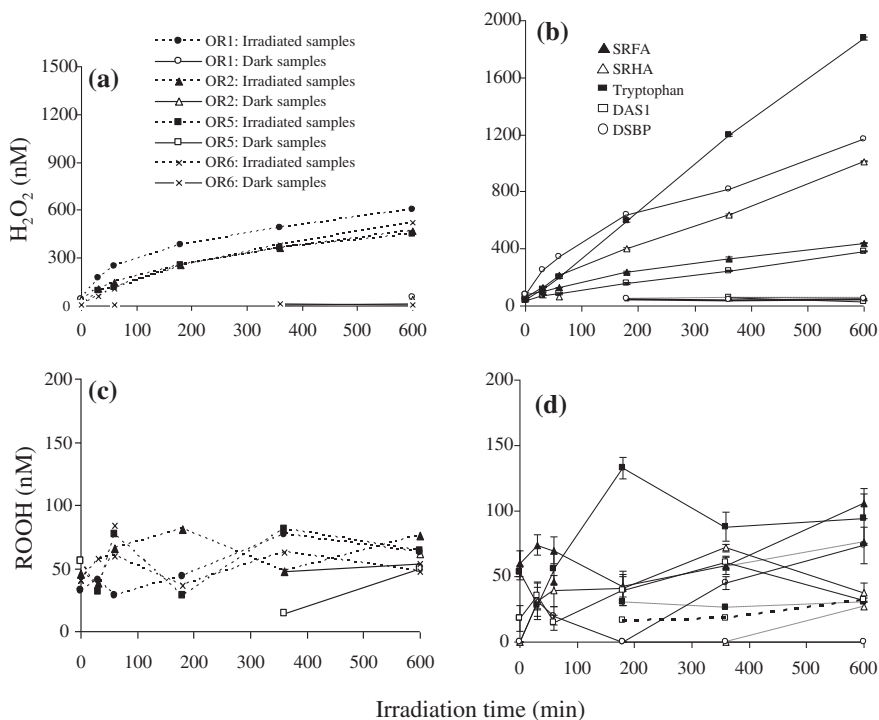 (a)
OR1: Irradiated samples
OR1: Dark samples
OR2: Irradiated samples
OR2: Dark samples
OR5: Irradiated samples
OR5: Dark samples
OR6: Irradiated samples
OR6: Dark samples
1500
1200
900
600
300
0
0 100 200 300 400 500 600
H₂O₂ (nM)
(b)
SRFA
SRHA
Tryptophan
DAS1
DSBP
2000
1600
1200
800
400
0
0 100 200 300 400 500 600
(c)
200
150
100
50
0
0 100 200 300 400 500 600
ROOH (nM)
(d)
200
150
100
50
0
0 100 200 300 400 500 600
Irradiation time (min)